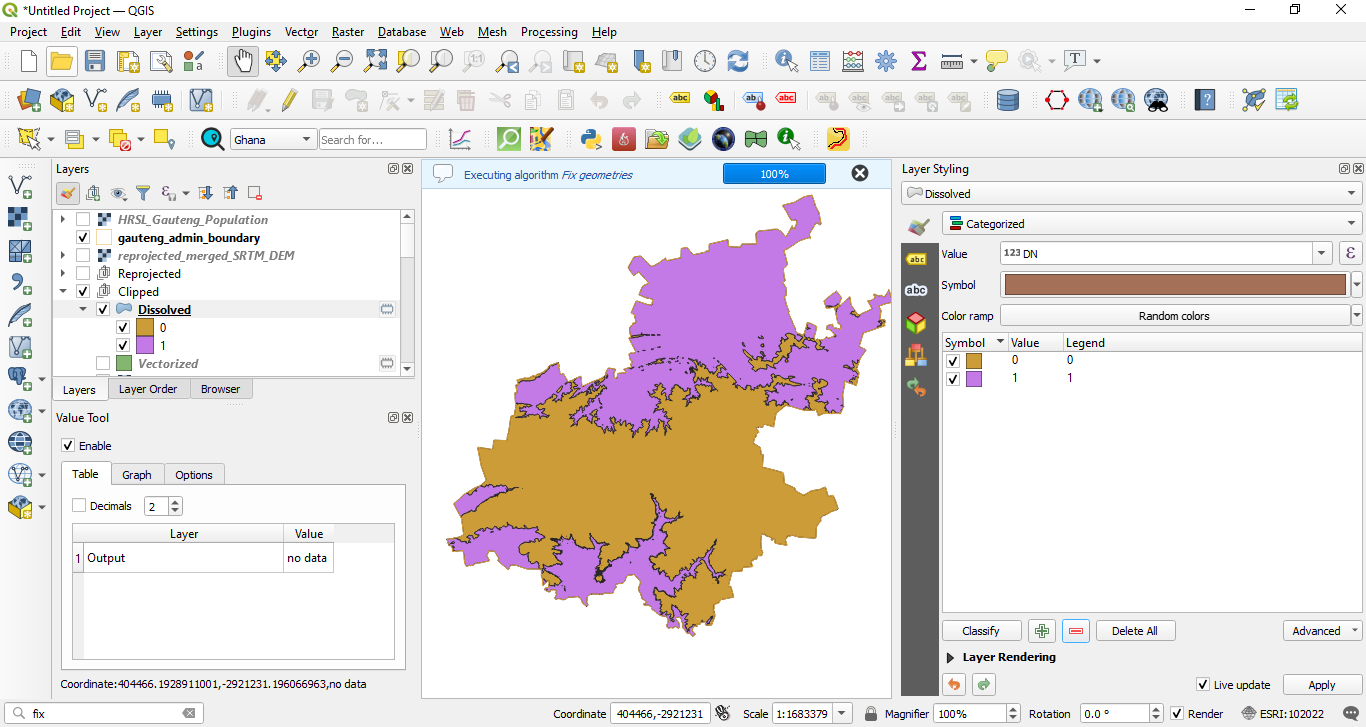 *Untitled Project — QGIS
Project Edit View Layer Settings Plugins Vector Raster Database Web Mesh Processing Help
Ghana Search for...
Layers
HRSL_Gauteng_Population
gauteng_admin_boundary
reprojected_merged_SRTM_DEM
Reprojected
Clipped
Dissolved
0
1
Vectorized
Layers Layer Order Browser
Value Tool
Enable
Table Graph Options
Decimals 2
Layer Value
1 Output no data
Coordinate:404466.1928911001,-2921231.196066963,no data
Executing algorithm Fix geometries 100%
Layer Styling
Dissolved
Categorized
Value 123 DN
Symbol
Color ramp Random colors
Symbol Value Legend
0 0
1 1
Classify Delete All Advanced
Layer Rendering
Live update Apply
fix Coordinate 404466,-2921231 Scale 1:1683379 Magnifier 100% Rotation 0.0 ° Render ESRI:102022